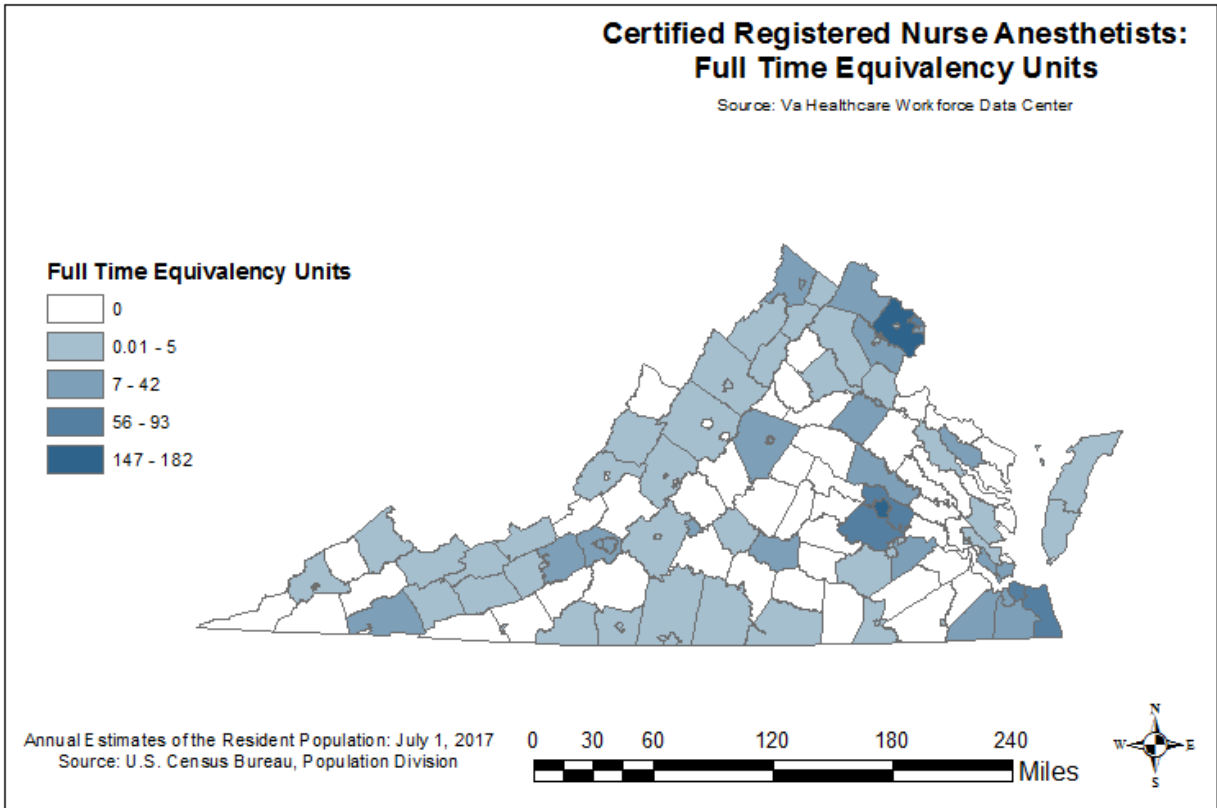 Certified Registered Nurse Anesthetists:
Full Time Equivalency Units
Source: Va Healthcare Workforce Data Center
Full Time Equivalency Units
0
0.01 - 5
7 - 42
56 - 93
147 - 182
Annual Estimates of the Resident Population: July 1, 2017
Source: U.S. Census Bureau, Population Division
0 30 60 120 180 240
Miles
N
W E
S